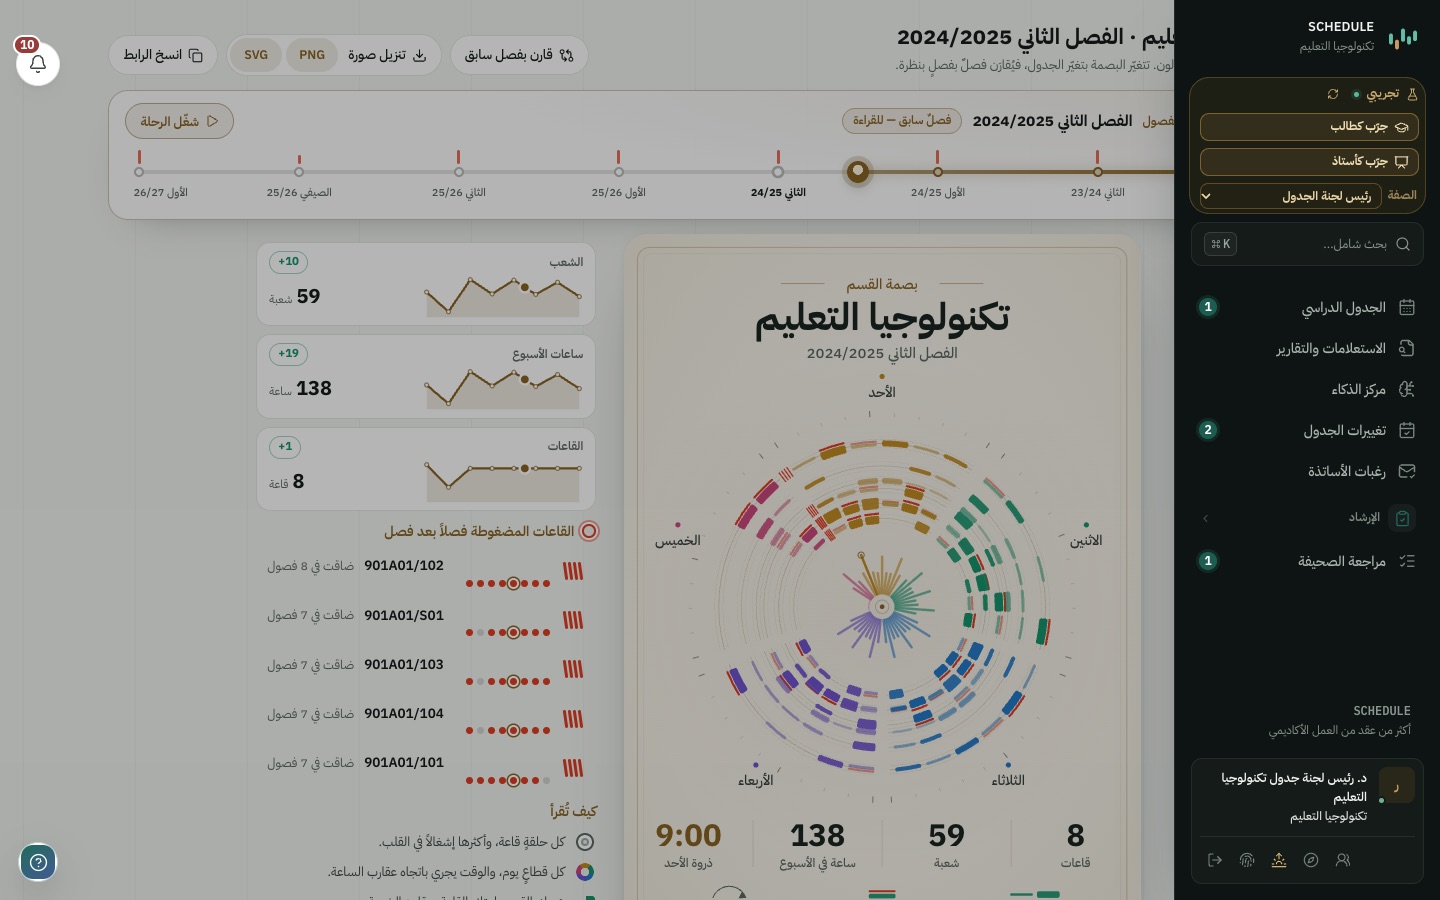 SCHEDULE
تكنولوجيا التعليم
تجريبي
جرّب كطالب
جرّب كأستاذ
الصفة
رئيس لجنة الجدول
بحث شامل...
⌘ K
الجدول الدراسي
1
الاستعلامات والتقارير
مركز الذكاء
تغييرات الجدول
2
رغبات الأساتذة
الإرشاد
مراجعة الصحيفة
1
SCHEDULE
أكثر من عقد من العمل الأكاديمي
ر
د. رئيس لجنة جدول تكنولوجيا
التعليم
تكنولوجيا التعليم
· الفصل الثاني 2024/2025
تتغيّر البصمة بتغيّر الجدول، فيُقارَن فصلٌ بفصلٍ بنظرة.
قارن بفصل سابق
تنزيل صورة
PNG
SVG
انسخ الرابط
10
الفصل الثاني 2024/2025
فصلٌ سابق — للقراءة
شغّل الرحلة
الثاني 23/24
الأول 24/25
الثاني 24/25
الأول 25/26
الثاني 25/26
الصيفي 25/26
الأول 26/27
بصمة القسم
تكنولوجيا التعليم
الفصل الثاني 2024/2025
الأحد
الاثنين
الخميس
الثلاثاء
الأربعاء
8
قاعات
59
شعبة
138
ساعة في الأسبوع
9:00
ذروة الأحد
الشعب
+10
59 شعبة
ساعات الأسبوع
+19
138 ساعة
القاعات
+1
8 قاعة
القاعات المضغوطة فصلاً بعد فصل
901A01/102 ضاقت في 8 فصول
901A01/S01 ضاقت في 7 فصول
901A01/103 ضاقت في 7 فصول
901A01/104 ضاقت في 7 فصول
901A01/101 ضاقت في 7 فصول
كيف تُقرأ
كل حلقةٍ قاعة، وأكثرها إشغالاً في القلب.
كل قطاعٍ يوم، والوقت يجري باتجاه عقارب الساعة.